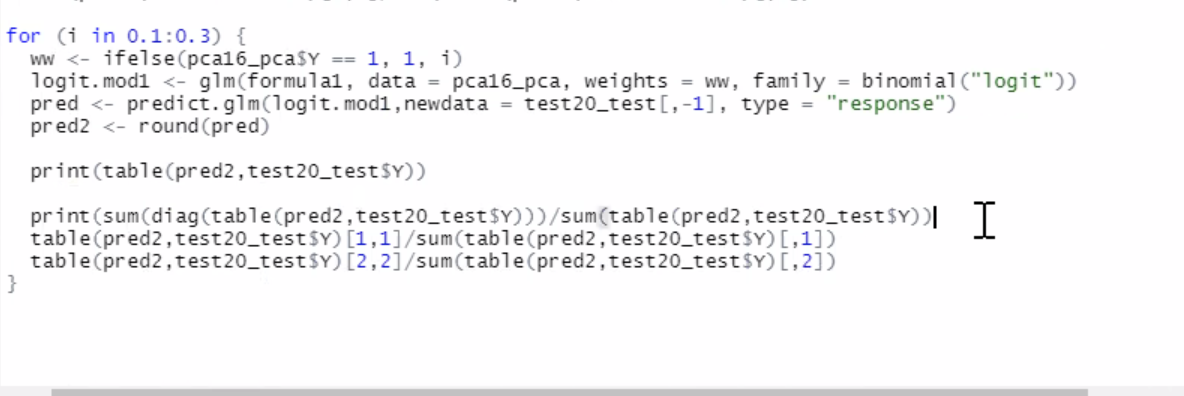 for (i in 0.1:0.3) {
  ww <- ifelse(pca16_pca$Y == 1, 1, i)
  logit.mod1 <- glm(formula1, data = pca16_pca, weights = ww, family = binomial("logit"))
  pred <- predict.glm(logit.mod1,newdata = test20_test[,-1], type = "response")
  pred2 <- round(pred)
  print(table(pred2,test20_test$Y))
  print(sum(diag(table(pred2,test20_test$Y)))/sum(table(pred2,test20_test$Y))
  table(pred2,test20_test$Y)[1,1]/sum(table(pred2,test20_test$Y)[,1])
  table(pred2,test20_test$Y)[2,2]/sum(table(pred2,test20_test$Y)[,2])
}